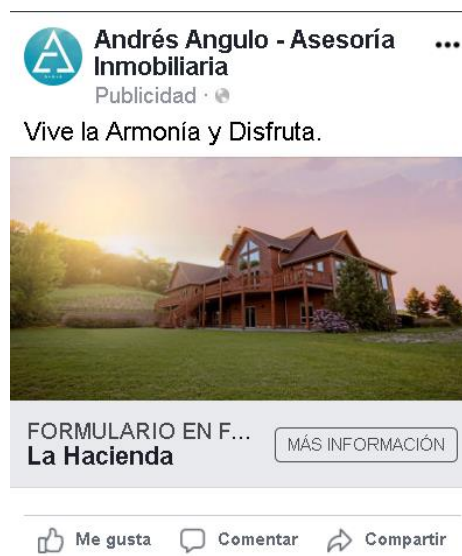 Andrés Angulo - Asesoría
Inmobiliaria
Publicidad ·
Vive la Armonía y Disfruta.
FORMULARIO EN F...
La Hacienda
MÁS INFORMACIÓN
Me gusta
Comentar
Compartir